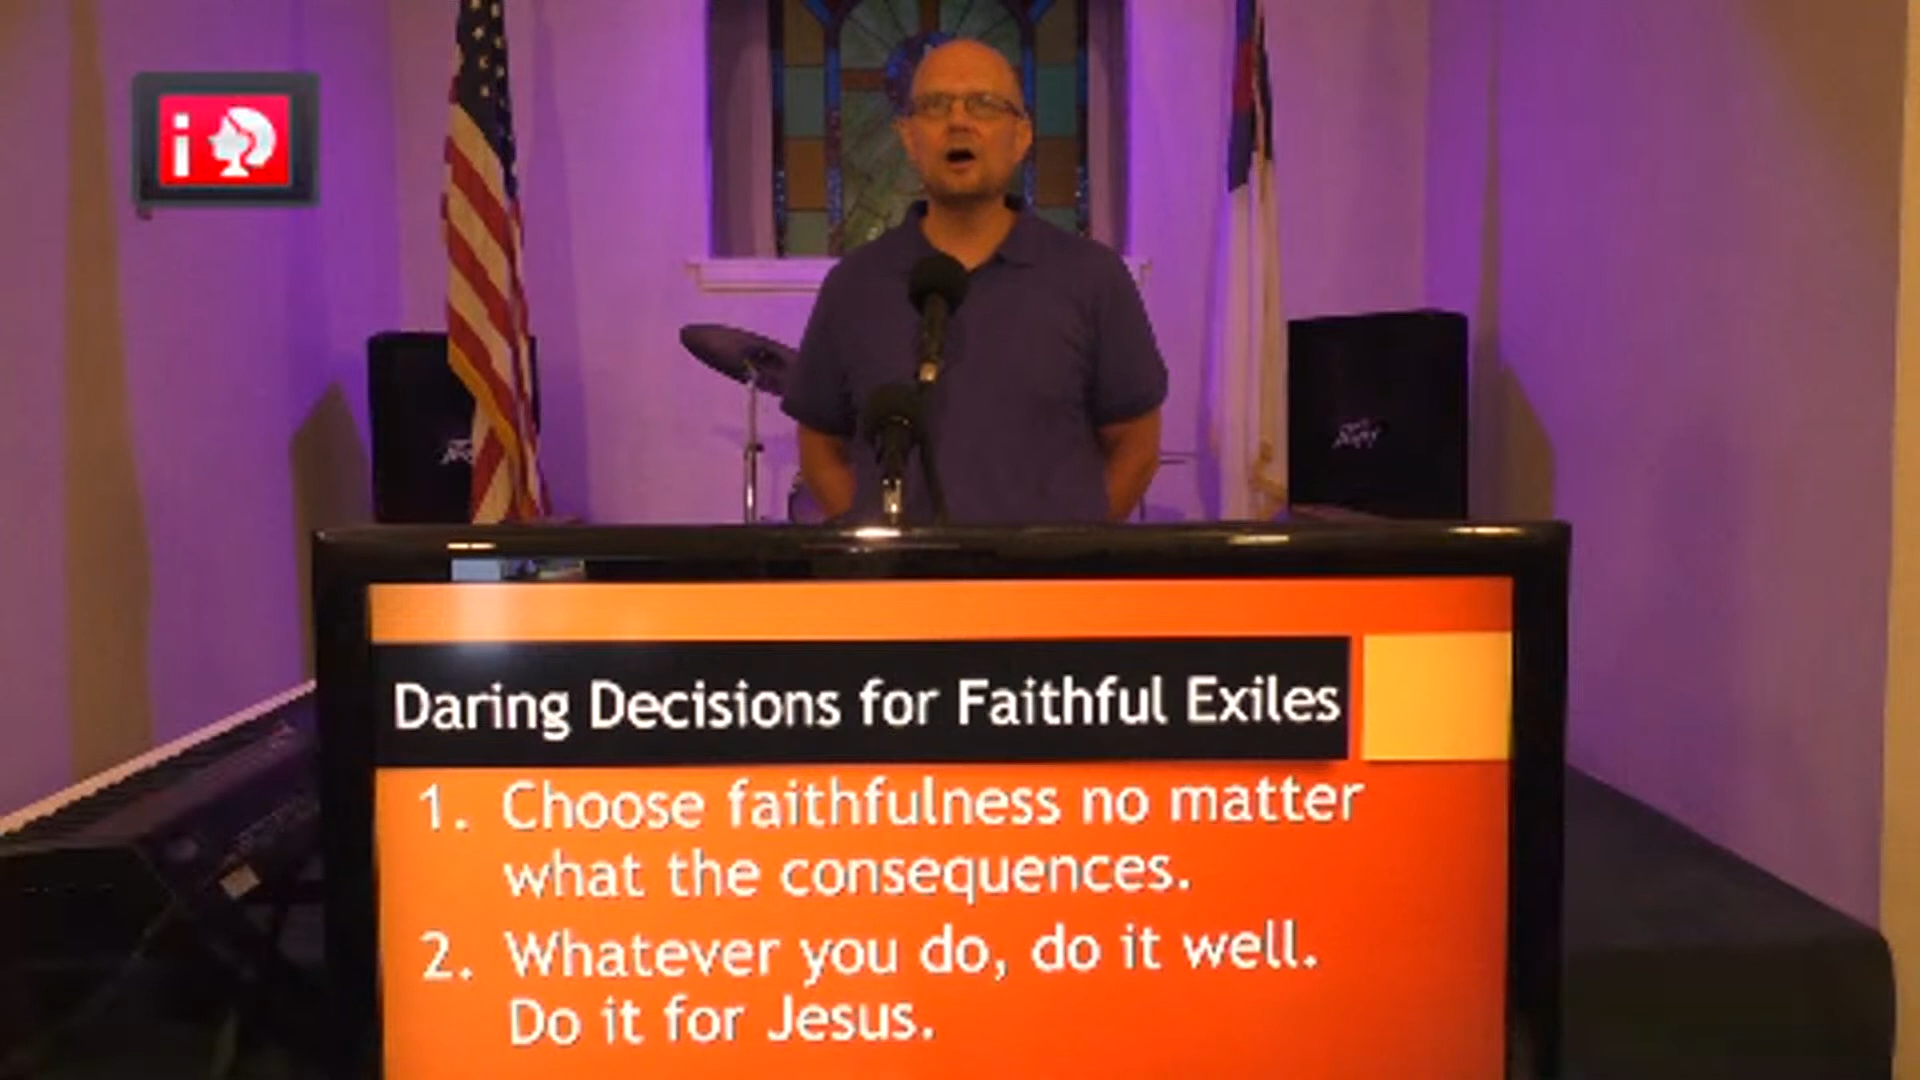 i
PEAVEY
Daring Decisions for Faithful Exiles
1. Choose faithfulness no matter
what the consequences.
2. Whatever you do, do it well.
Do it for Jesus.